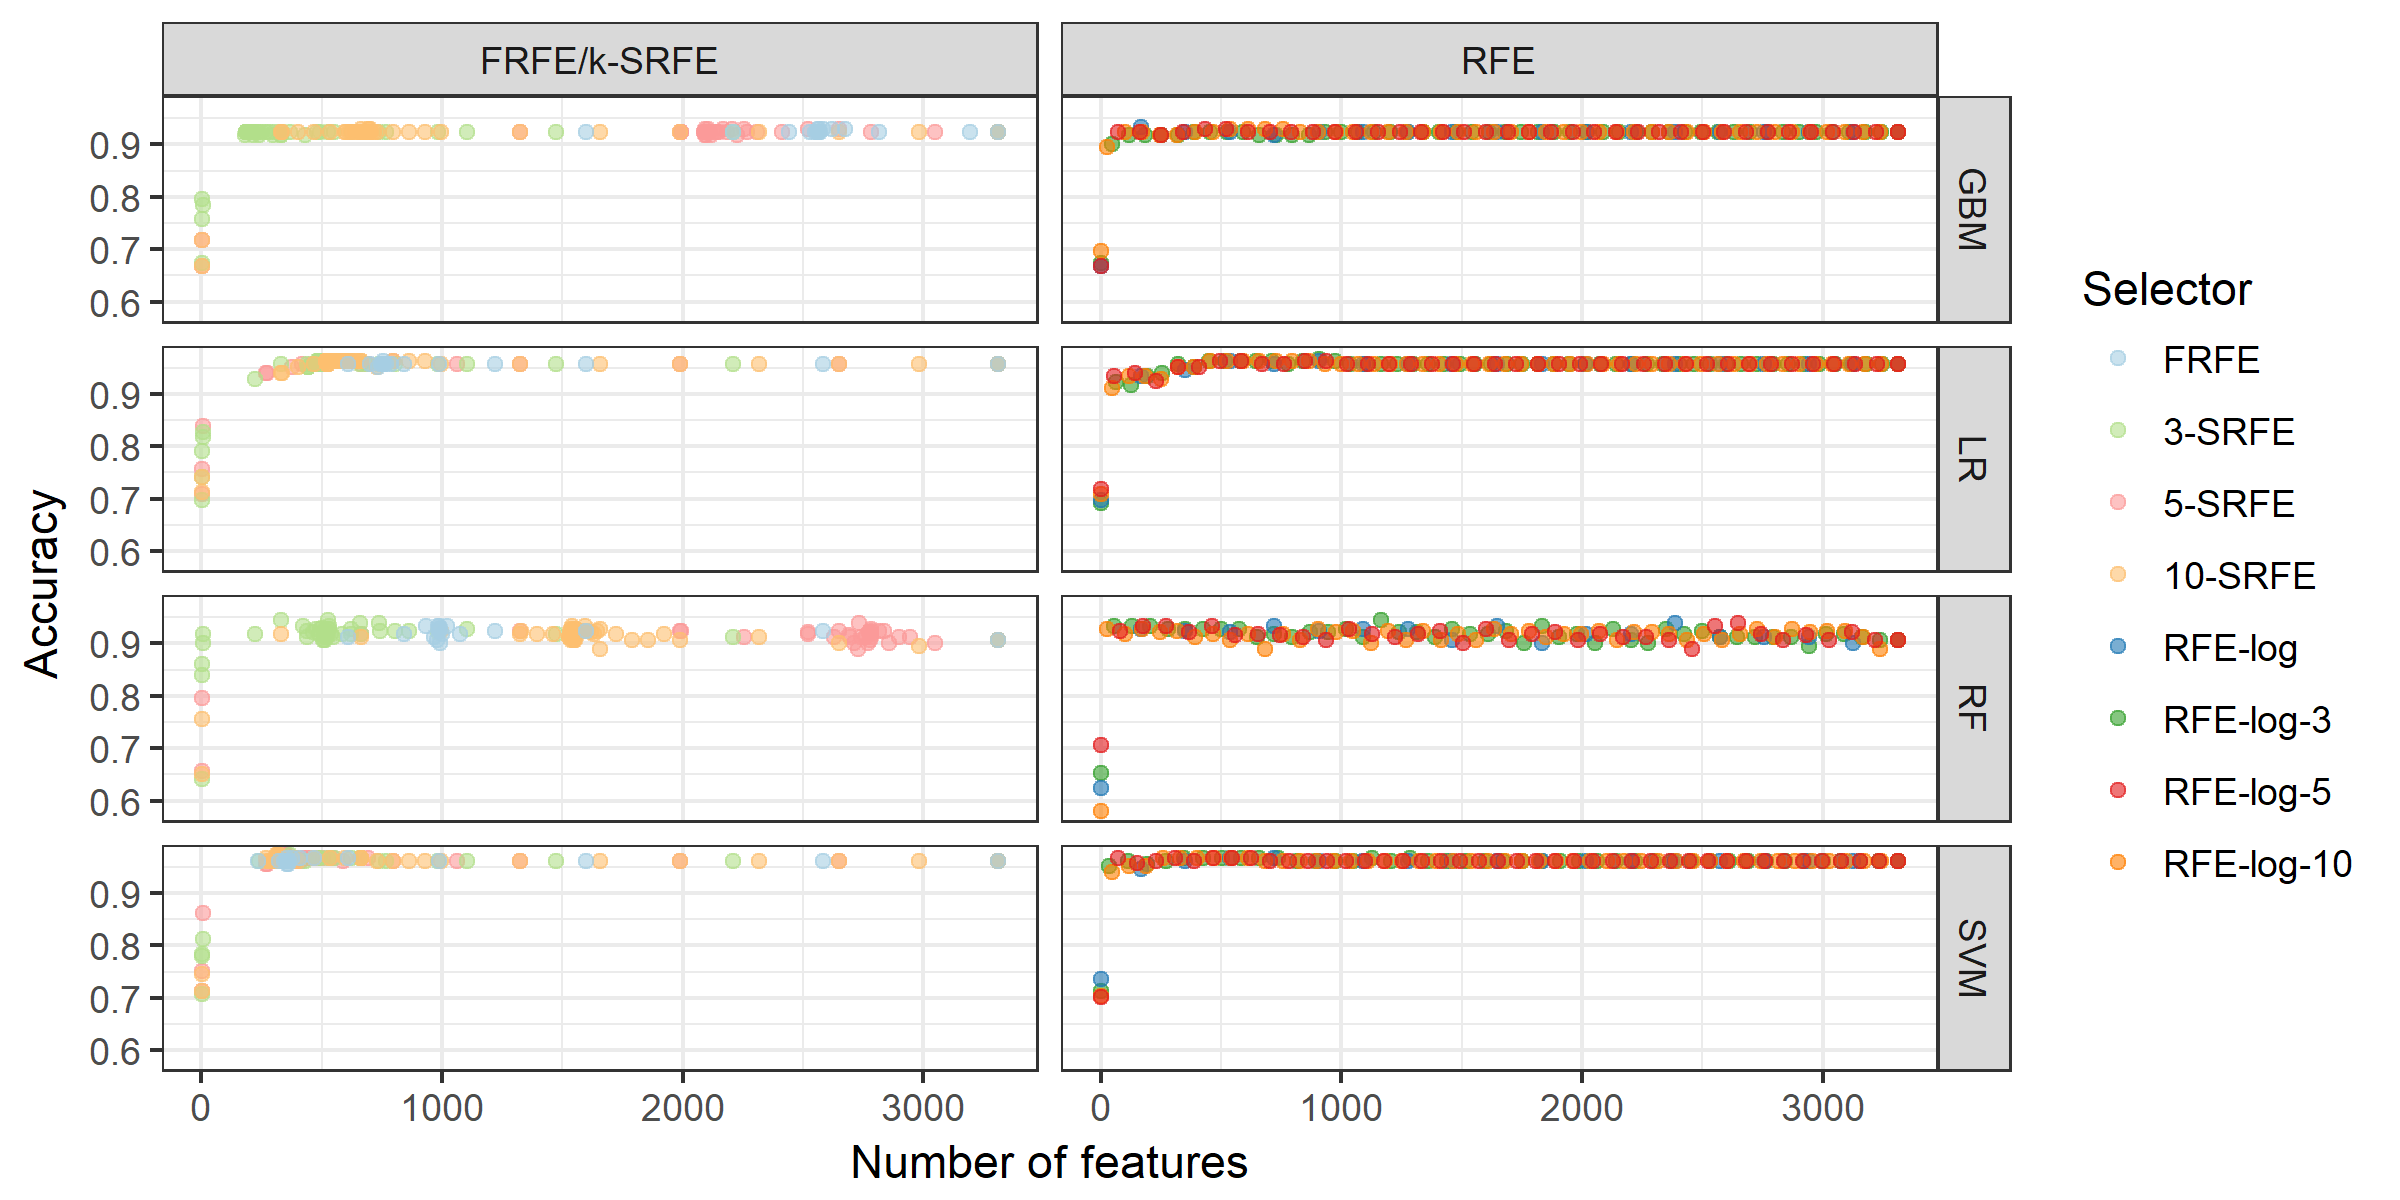 FRFE/k-SRFE
RFE
0.9
0.8
0.7
0.6
GBM
0.9
0.8
0.7
0.6
LR
0.9
0.8
0.7
0.6
RF
0.9
0.8
0.7
0.6
SVM
0 1000 2000 3000
0 1000 2000 3000
Number of features
Accuracy
Selector
FRFE
3-SRFE
5-SRFE
10-SRFE
RFE-log
RFE-log-3
RFE-log-5
RFE-log-10